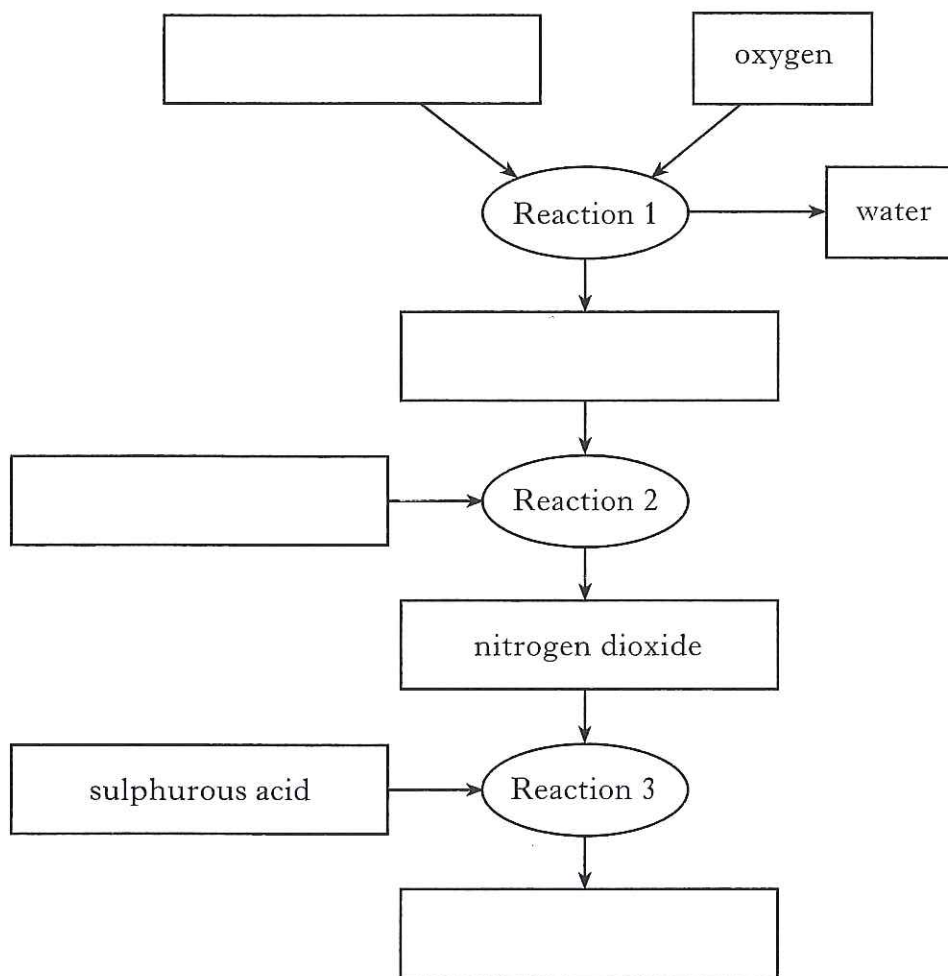 oxygen
Reaction 1
water
Reaction 2
nitrogen dioxide
sulphurous acid
Reaction 3